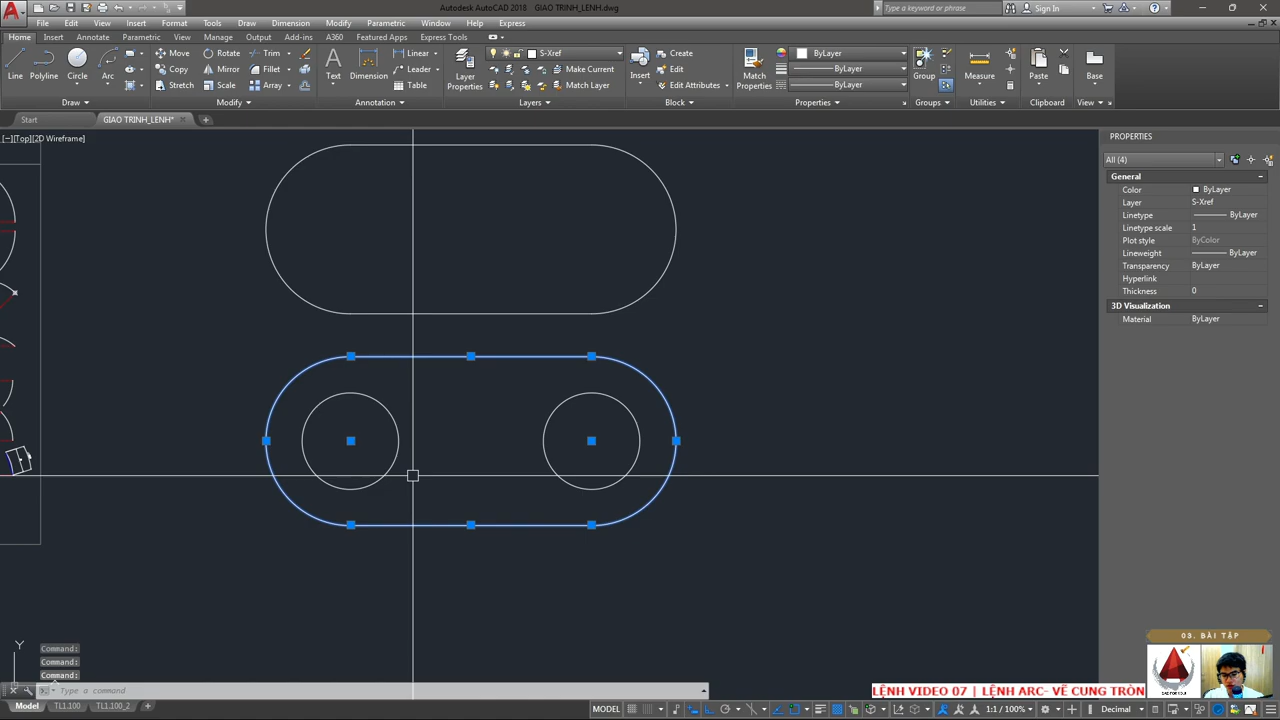 Autodesk AutoCAD 2018 GIAO TRINH_LENH.dwg
Type a keyword or phrase
Sign In
File Edit View Insert Format Tools Draw Dimension Modify Parametric Window Help Express
Home Insert Annotate Parametric View Manage Output Add-ins A360 Featured Apps Express Tools
Line Polyline Circle Arc
Draw
Move Rotate Trim
Copy Mirror Fillet
Stretch Scale Array
Modify
Text Dimension
Linear
Leader
Table
Annotation
Layer
Properties
S-Xref
Make Current
Match Layer
Layers
Insert
Create
Edit
Edit Attributes
Block
Match
Properties
ByLayer
ByLayer
ByLayer
Properties
Group
Groups
Measure
Utilities
Paste
Clipboard
Base
View
Start GIAO TRINH_LENH*
[−][Top][2D Wireframe]
PROPERTIES
All (4)
General
Color ByLayer
Layer S-Xref
Linetype ByLayer
Linetype scale 1
Plot style ByColor
Lineweight ByLayer
Transparency ByLayer
Hyperlink
Thickness 0
3D Visualization
Material ByLayer
Y
Command:
Command:
Command:
Type a command
03. BÀI TẬP
LỆNH VIDEO 07 | LỆNH ARC- VẼ CUNG TRÒN
Model TL1.100 TL1.100_2
MODEL 1:1 / 100% Decimal